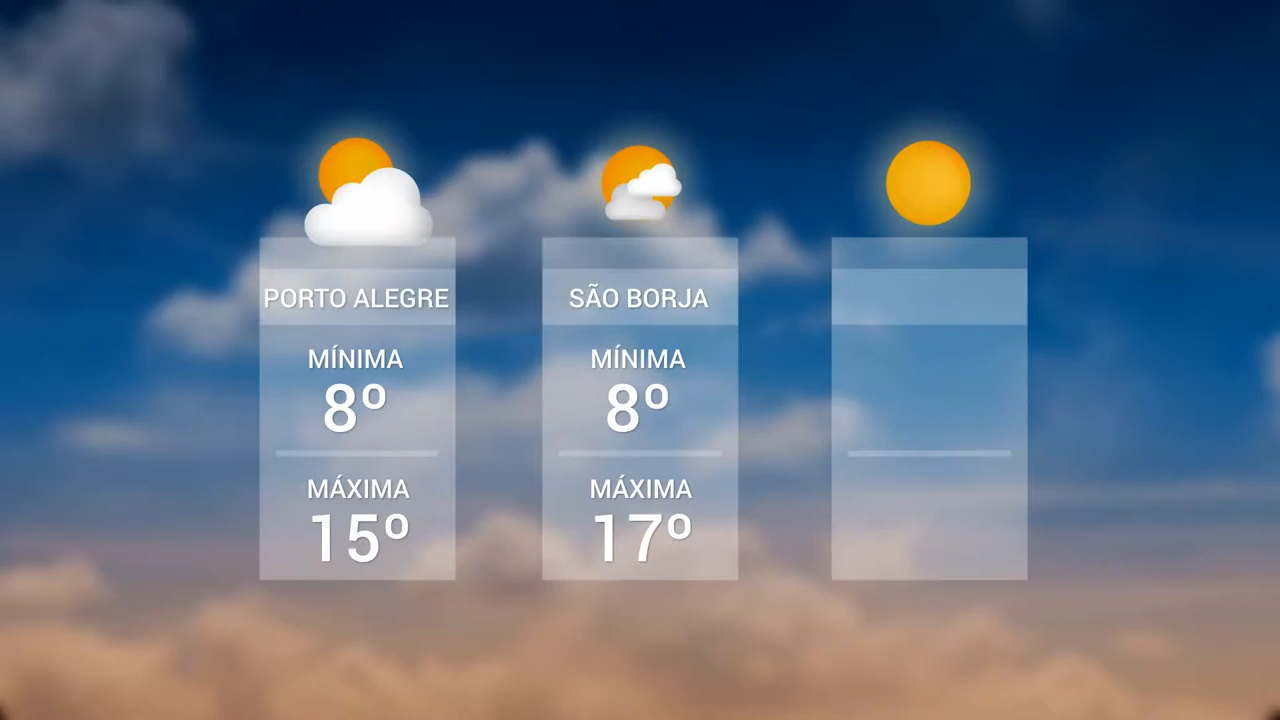 PORTO ALEGRE
MÍNIMA
8º
MÁXIMA
15º
SÃO BORJA
MÍNIMA
8º
MÁXIMA
17º